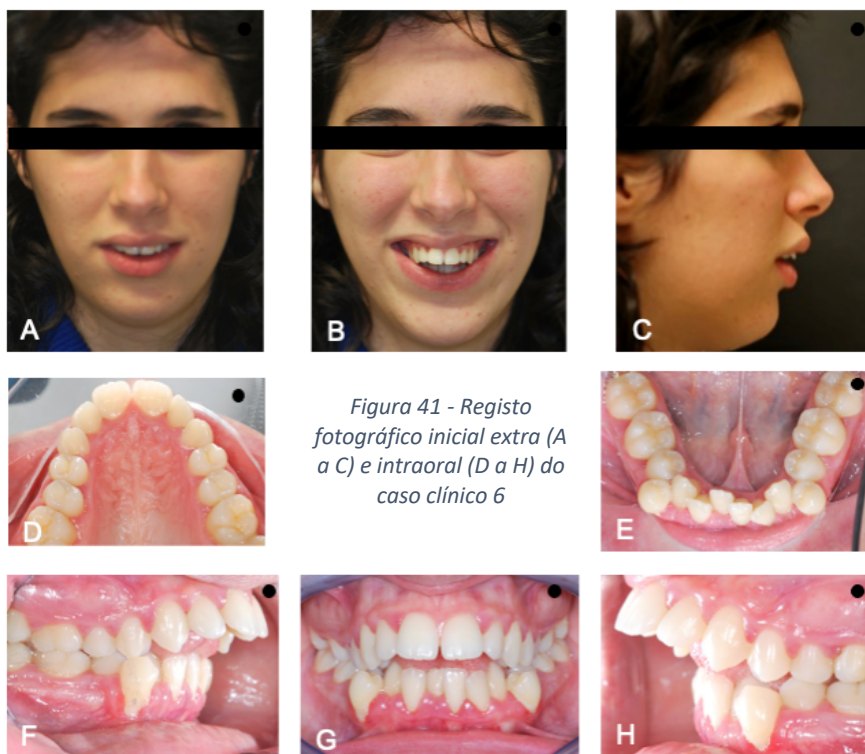 A
B
C
D
Figura 41 - Registo
fotográfico inicial extra (A
a C) e intraoral (D a H) do
caso clínico 6
E
F
G
H